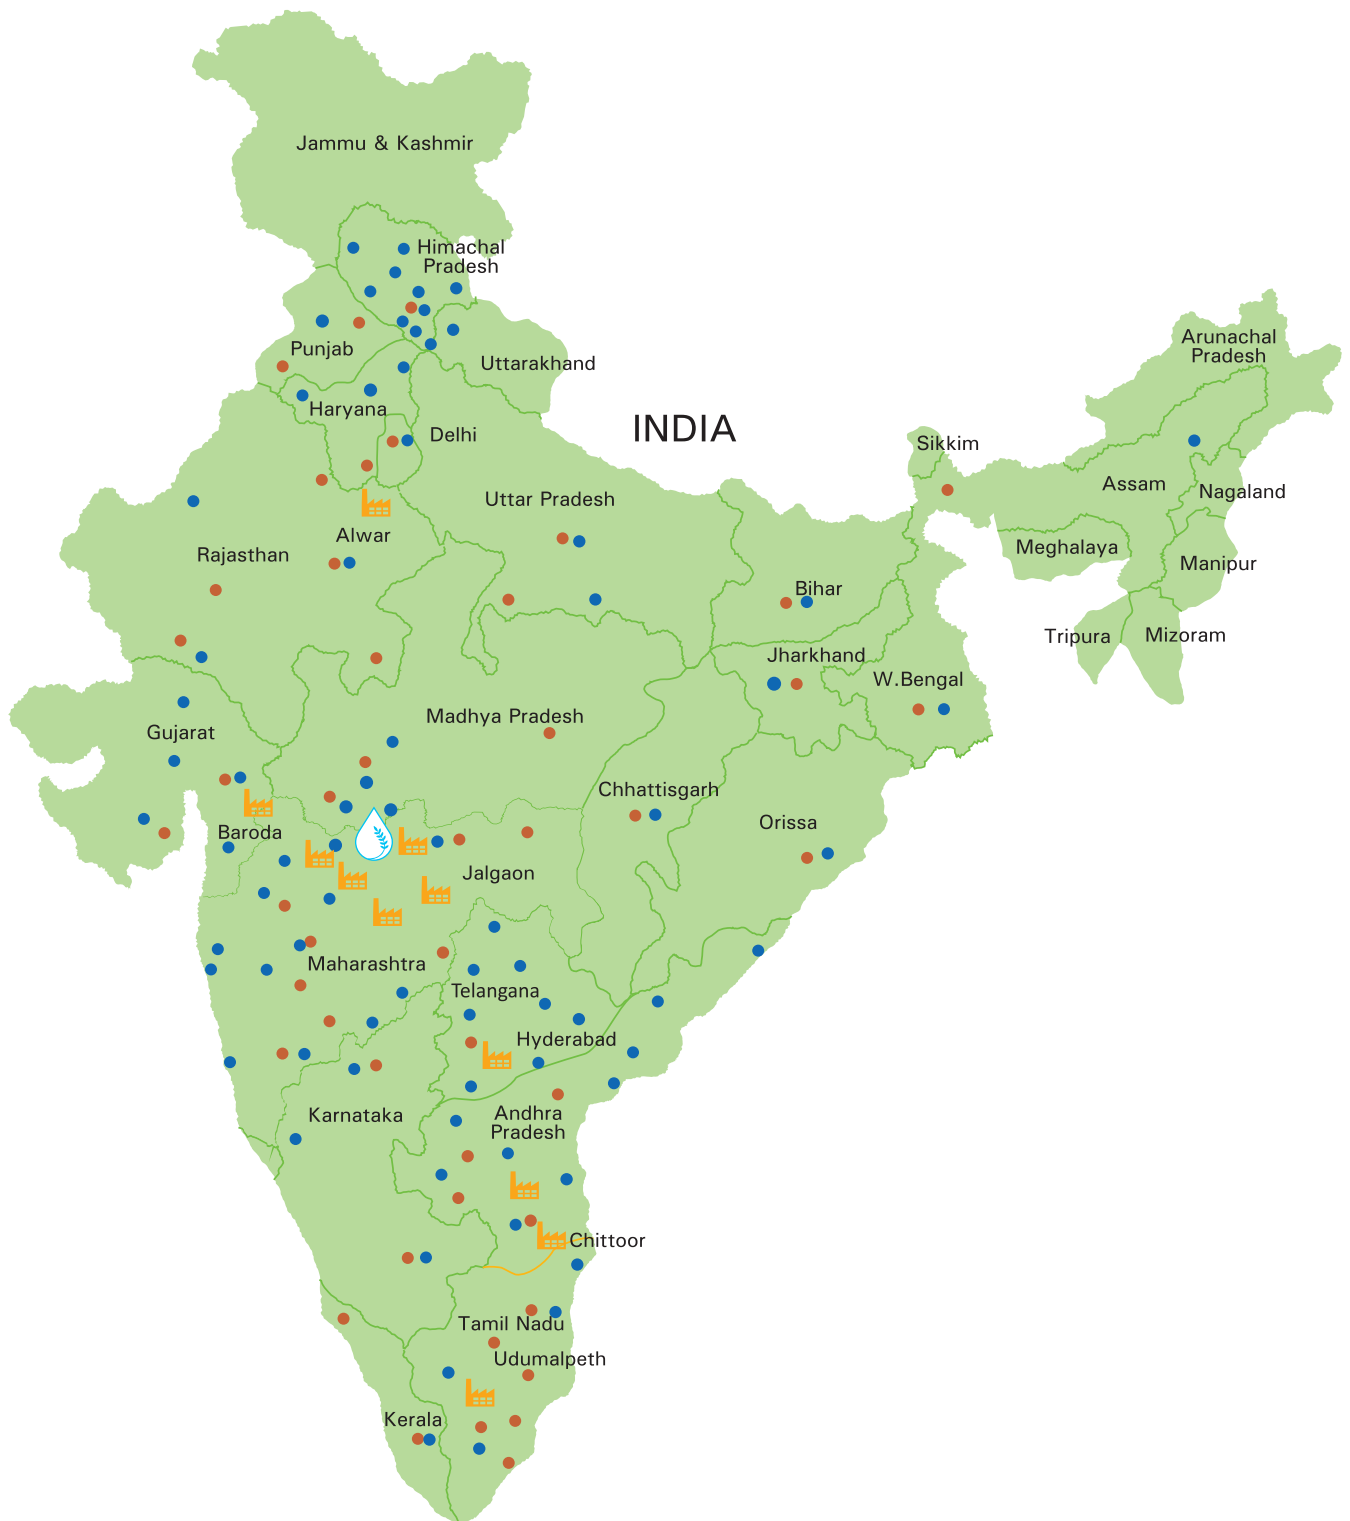 Jammu & Kashmir
Himachal
Pradesh
Punjab
Uttarakhand
Haryana
Delhi
INDIA
Arunachal
Pradesh
Sikkim
Assam
Nagaland
Uttar Pradesh
Alwar
Rajasthan
Meghalaya
Manipur
Bihar
Tripura
Mizoram
Jharkhand
W.Bengal
Madhya Pradesh
Gujarat
Chhattisgarh
Orissa
Baroda
Jalgaon
Maharashtra
Telangana
Hyderabad
Karnataka
Andhra
Pradesh
Chittoor
Tamil Nadu
Udumalpeth
Kerala